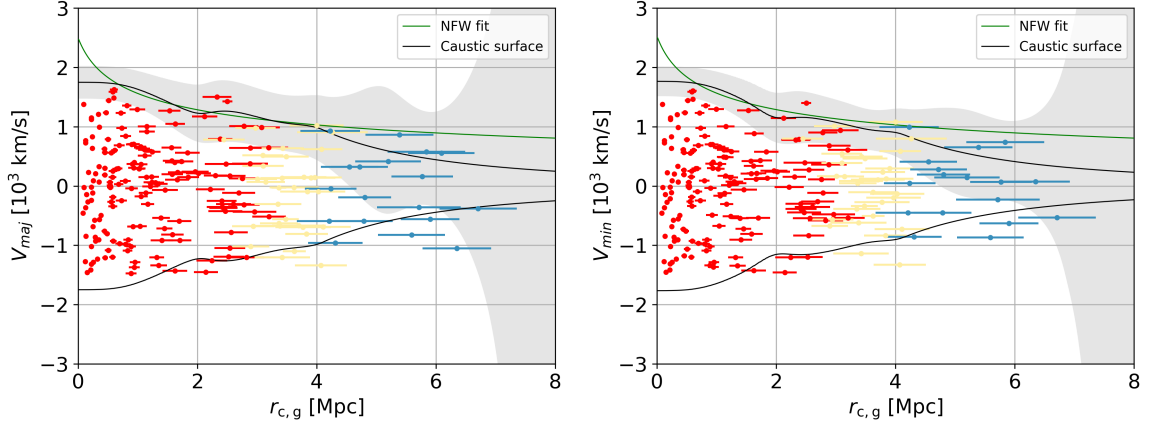 3
2
1
0
−1
−2
−3
V_maj [10^3 km/s]
NFW fit
Caustic surface
0 2 4 6 8
r_c, g [Mpc]
3
2
1
0
−1
−2
−3
V_min [10^3 km/s]
NFW fit
Caustic surface
0 2 4 6 8
r_c, g [Mpc]